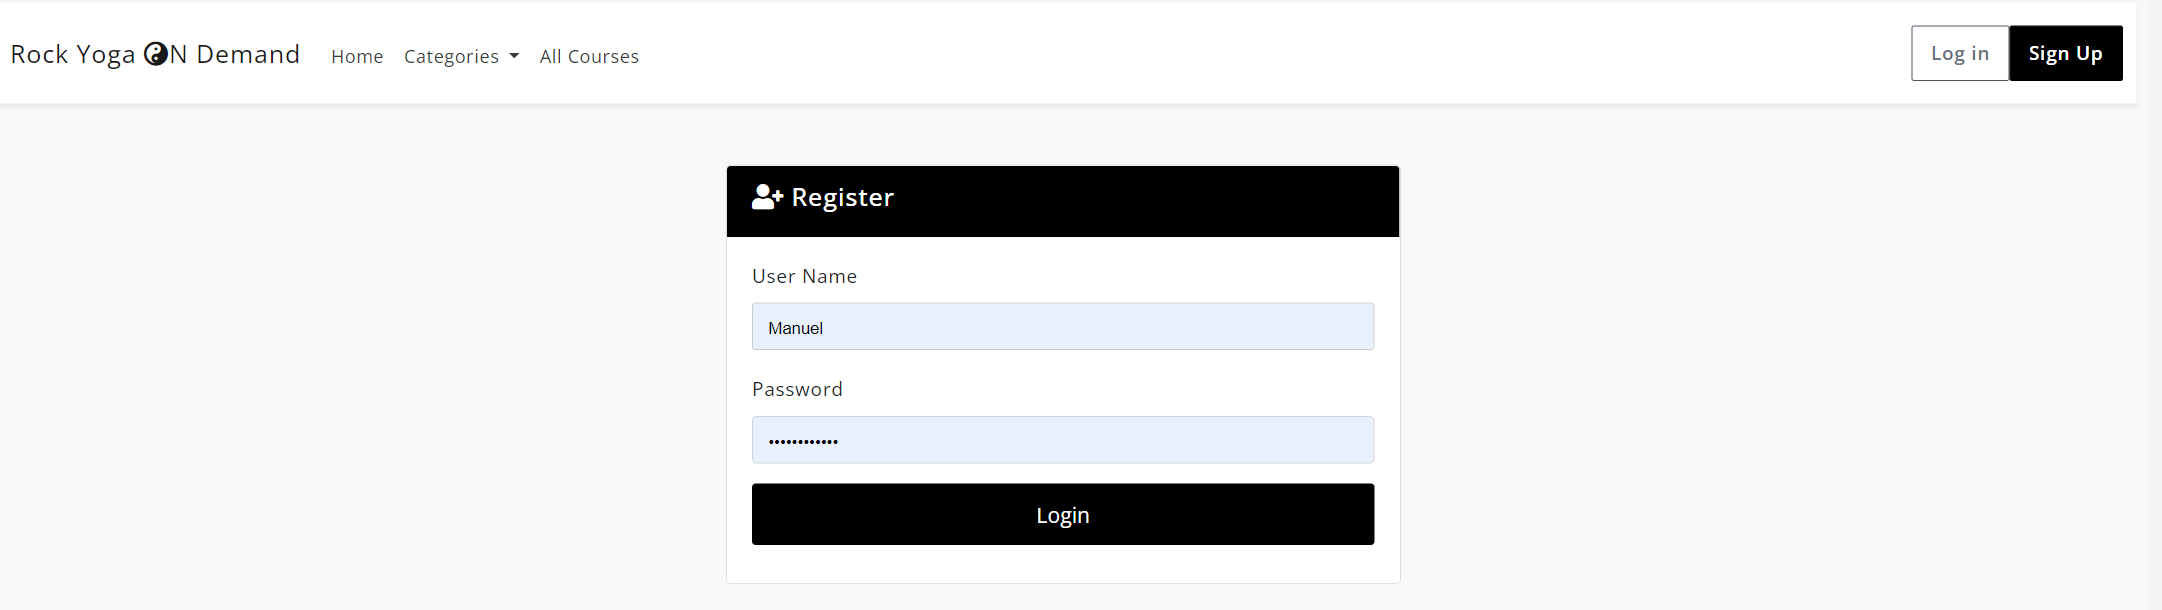 Rock Yoga ☯N Demand Home Categories All Courses Log in Sign Up
Register
User Name
Manuel
Password
••••••••••••
Login